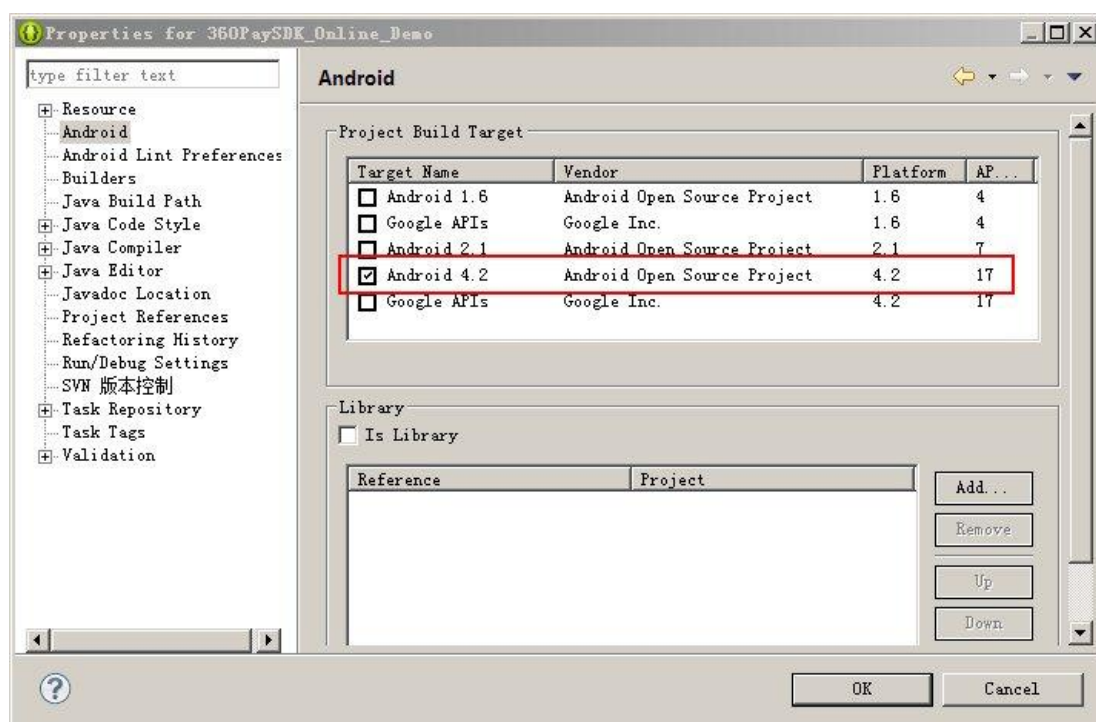 Properties for 360PaySDK_Online_Demo
type filter text
Android
Resource
Android
Android Lint Preferences
Builders
Java Build Path
Java Code Style
Java Compiler
Java Editor
Javadoc Location
Project References
Refactoring History
Run/Debug Settings
SVN 版本控制
Task Repository
Task Tags
Validation
Project Build Target
Target Name Vendor Platform AP...
Android 1.6 Android Open Source Project 1.6 4
Google APIs Google Inc. 1.6 4
Android 2.1 Android Open Source Project 2.1 7
Android 4.2 Android Open Source Project 4.2 17
Google APIs Google Inc. 4.2 17
Library
Is Library
Reference Project
Add...
Remove
Up
Down
OK Cancel